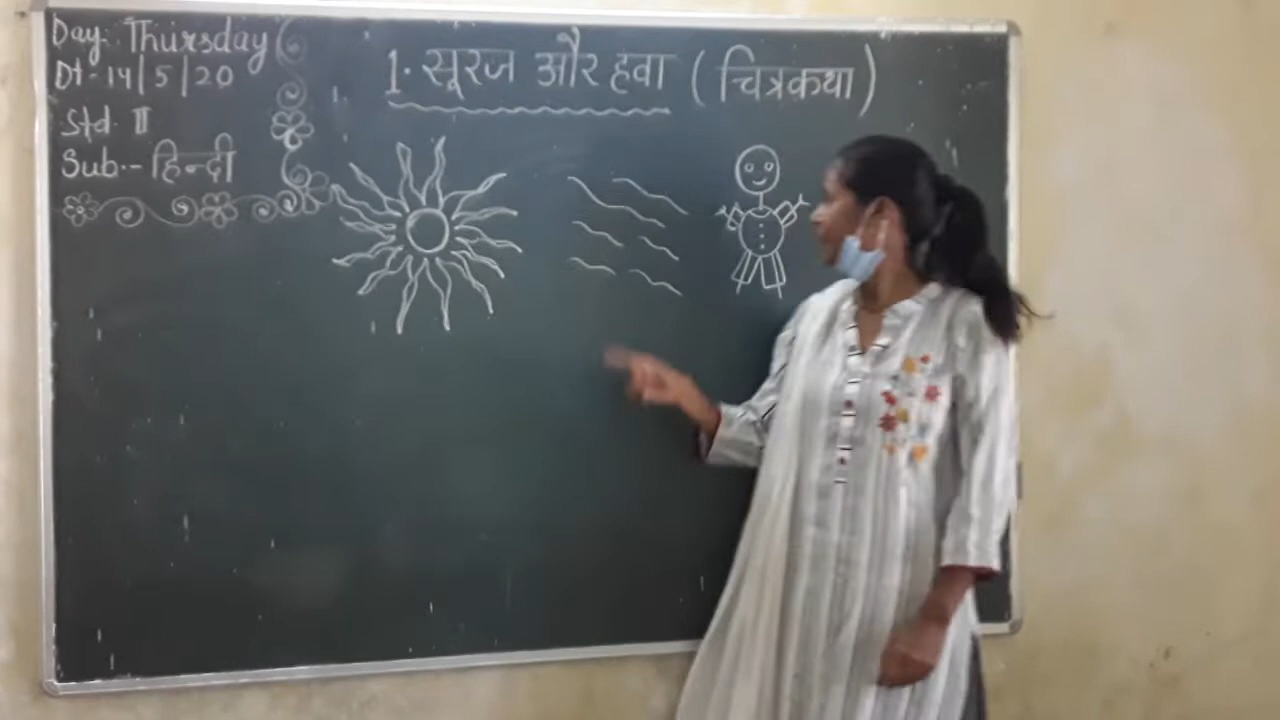 Day:- Thursday
Dt - 14/5/20
Std. II
Sub:- हिन्दी
1. सूरज और हवा (चित्रकथा)